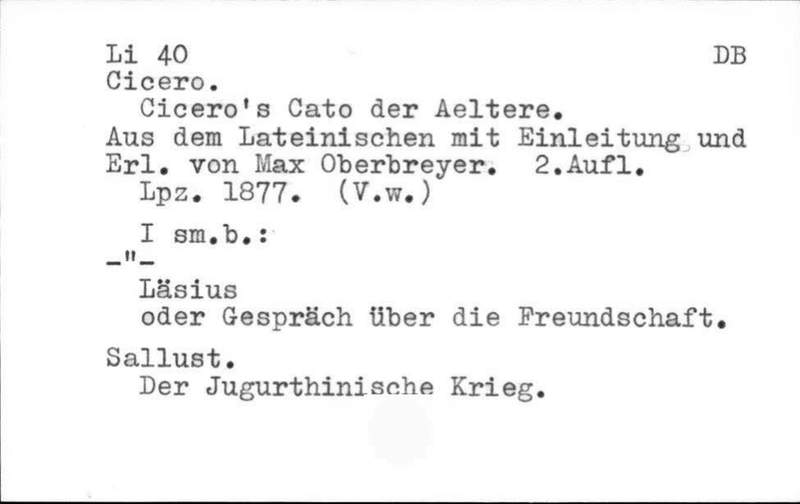 Li 40 DB
Cicero.
Cicero's Cato der Aeltere.
Aus dem Lateinischen mit Einleitung und
Erl. von Max Oberbreyer. 2.Aufl.
Lpz. 1877. (V.w.)
I sm.b.:
_"_
Läsius
oder Gespräch über die Freundschaft.
Sallust.
Der Jugurthinische Krieg.